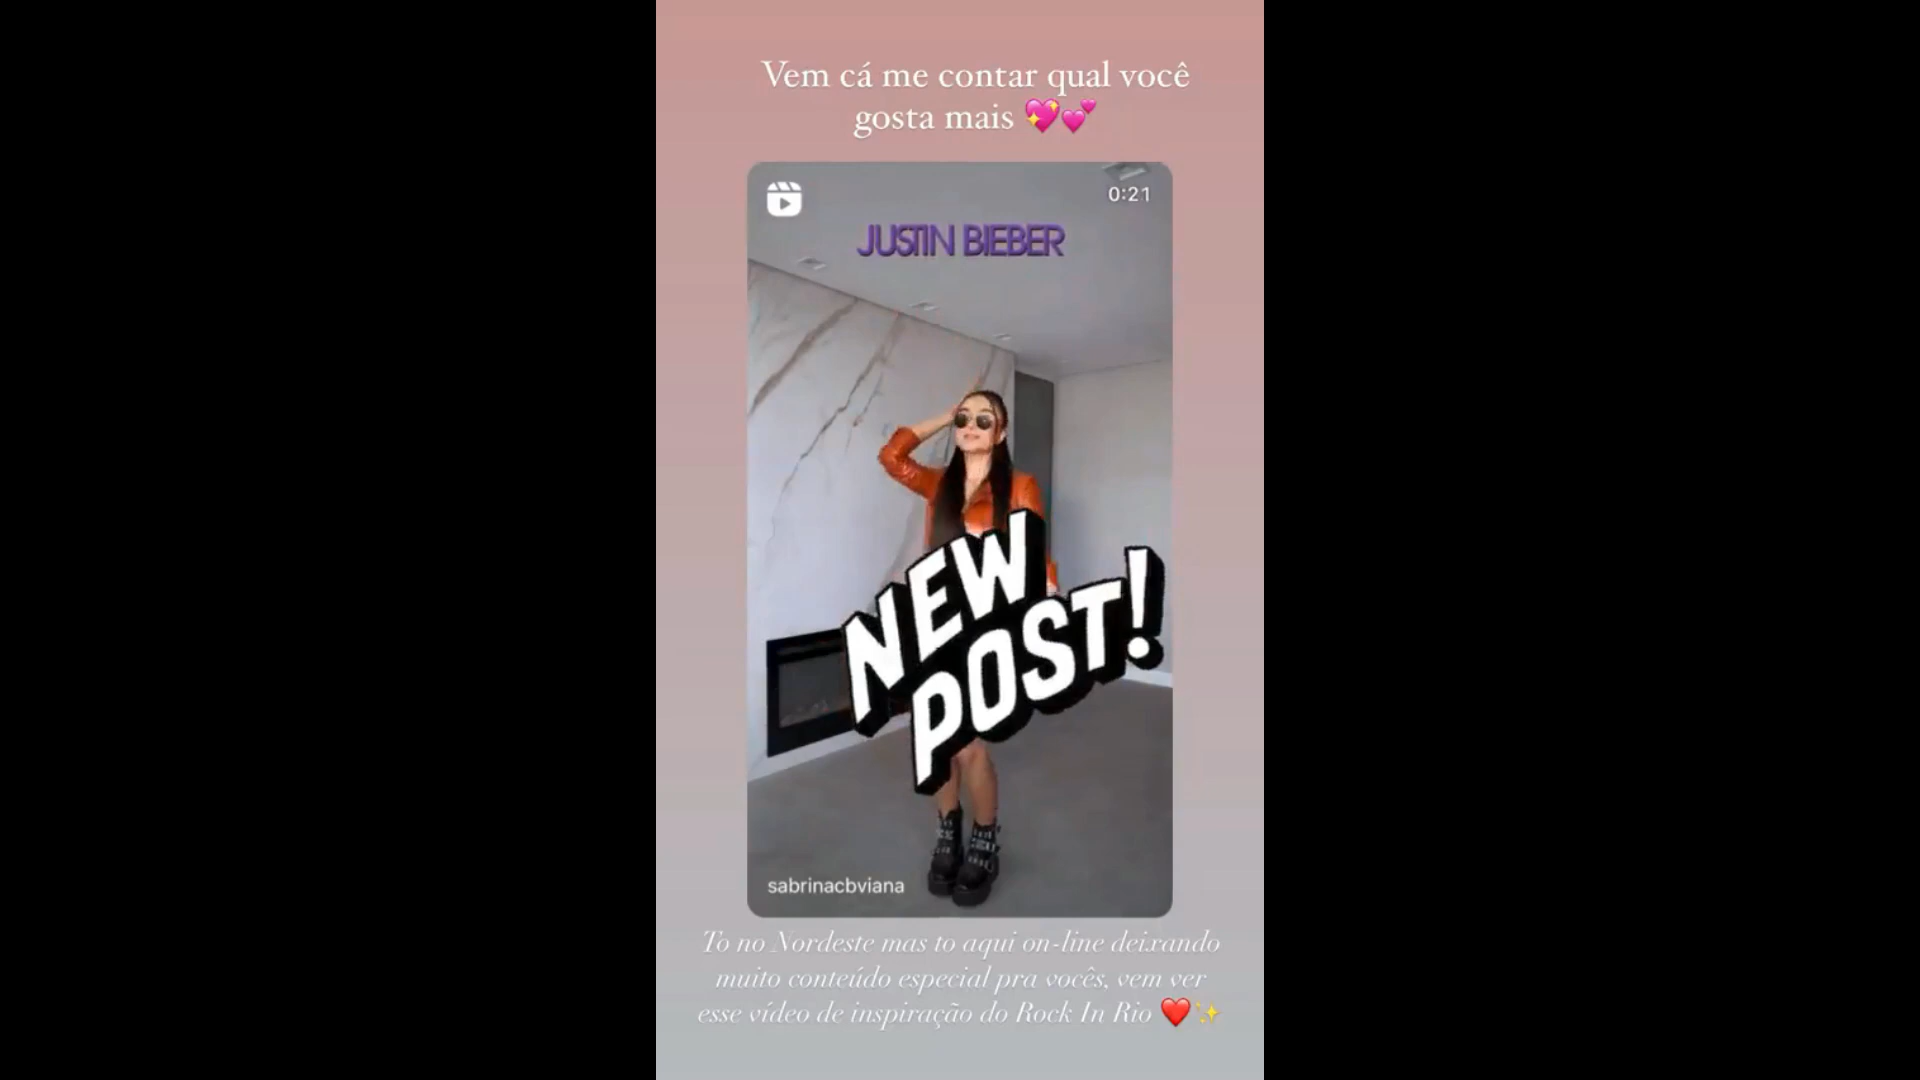 Vem cá me contar qual você
gosta mais 💖💕
0:21
JUSTIN BIEBER
NEW
POST!
sabrinacbviana
To no Nordeste mas to aqui on-line deixando
muito conteúdo especial pra vocês, vem ver
esse vídeo de inspiração do Rock In Rio ❤️✨